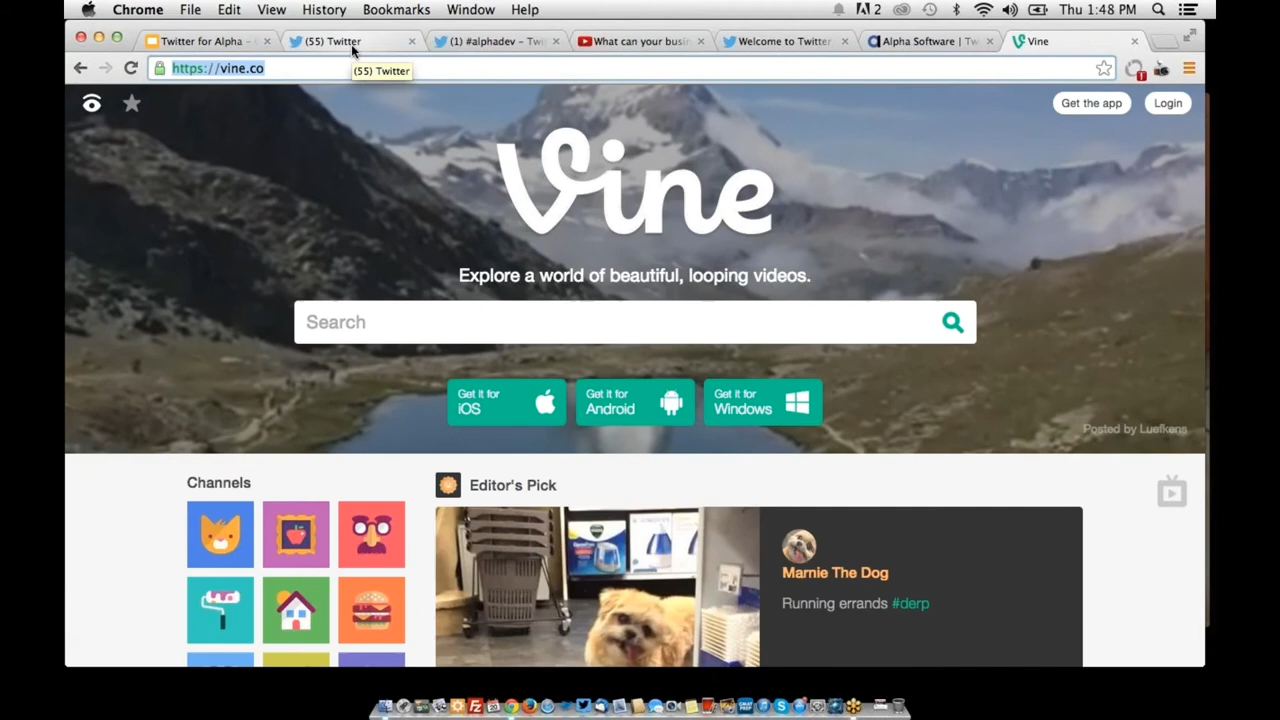 Chrome File Edit View History Bookmarks Window Help 2 Thu 1:48 PM
Twitter for Alpha - (55) Twitter (1) #alphadev - Twi What can your busi Welcome to Twitter Alpha Software | Tw Vine
https://vine.co
(55) Twitter
Get the app Login
Vine
Explore a world of beautiful, looping videos.
Search
Get it for iOS
Get it for Android
Get it for Windows
Posted by Luefkens
Channels
Editor's Pick
Marnie The Dog
Running errands #derp